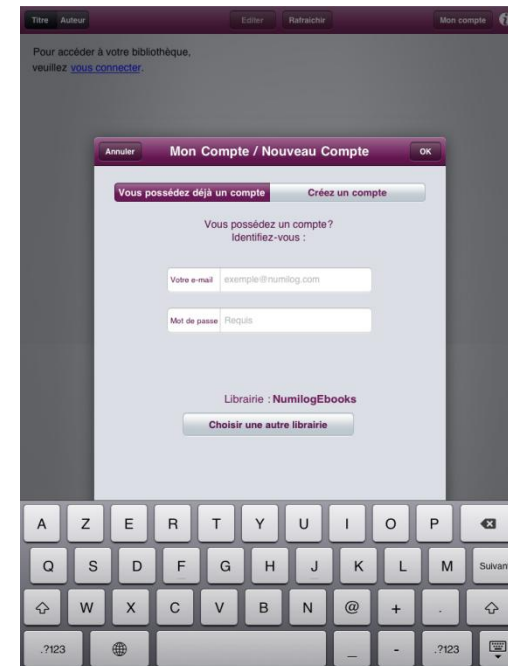 Titre Auteur Editer Rafraichir Mon compte
Pour accéder à votre bibliothèque,
veuillez vous connecter.
Annuler Mon Compte / Nouveau Compte OK
Vous possédez déjà un compte Créez un compte
Vous possédez un compte?
Identifiez-vous :
Votre e-mail exemple@numilog.com
Mot de passe Requis
Librairie : NumilogEbooks
Choisir une autre librairie
A Z E R T Y U I O P
Q S D F G H J K L M Suivant
W X C V B N @ + .
.?123 _ - .?123